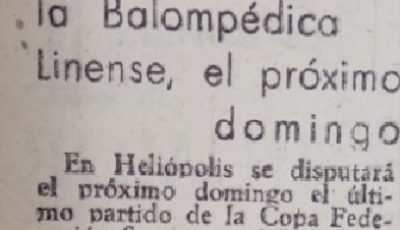 la Balompédica
Linense, el próximo
domingo
En Heliópolis se disputará
el próximo domingo el últi-
mo partido de la Copa Fede-